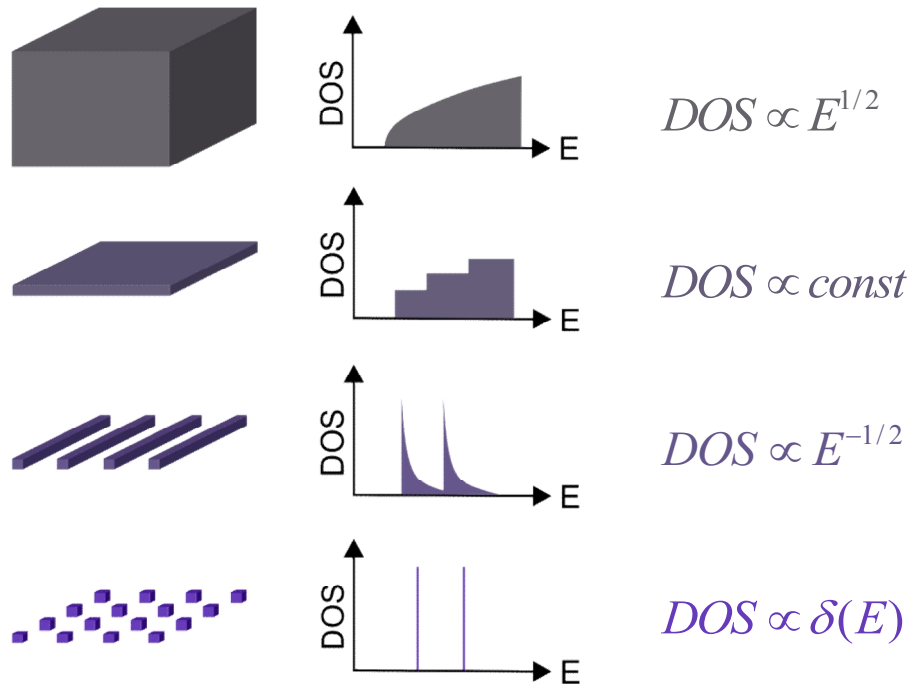 DOS
E
DOS ∝ E^{1/2}
DOS
E
DOS ∝ const
DOS
E
DOS ∝ E^{-1/2}
DOS
E
DOS ∝ δ(E)